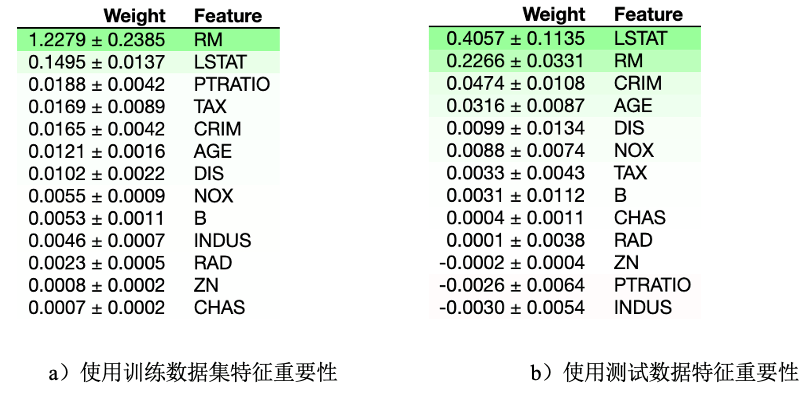 Weight Feature
1.2279 ± 0.2385 RM
0.1495 ± 0.0137 LSTAT
0.0188 ± 0.0042 PTRATIO
0.0169 ± 0.0089 TAX
0.0165 ± 0.0042 CRIM
0.0121 ± 0.0016 AGE
0.0102 ± 0.0022 DIS
0.0055 ± 0.0009 NOX
0.0053 ± 0.0011 B
0.0046 ± 0.0007 INDUS
0.0023 ± 0.0005 RAD
0.0008 ± 0.0002 ZN
0.0007 ± 0.0002 CHAS
a）使用训练数据集特征重要性
Weight Feature
0.4057 ± 0.1135 LSTAT
0.2266 ± 0.0331 RM
0.0474 ± 0.0108 CRIM
0.0316 ± 0.0087 AGE
0.0099 ± 0.0134 DIS
0.0088 ± 0.0074 NOX
0.0033 ± 0.0043 TAX
0.0031 ± 0.0112 B
0.0004 ± 0.0011 CHAS
0.0001 ± 0.0038 RAD
-0.0002 ± 0.0004 ZN
-0.0026 ± 0.0064 PTRATIO
-0.0030 ± 0.0054 INDUS
b）使用测试数据特征重要性